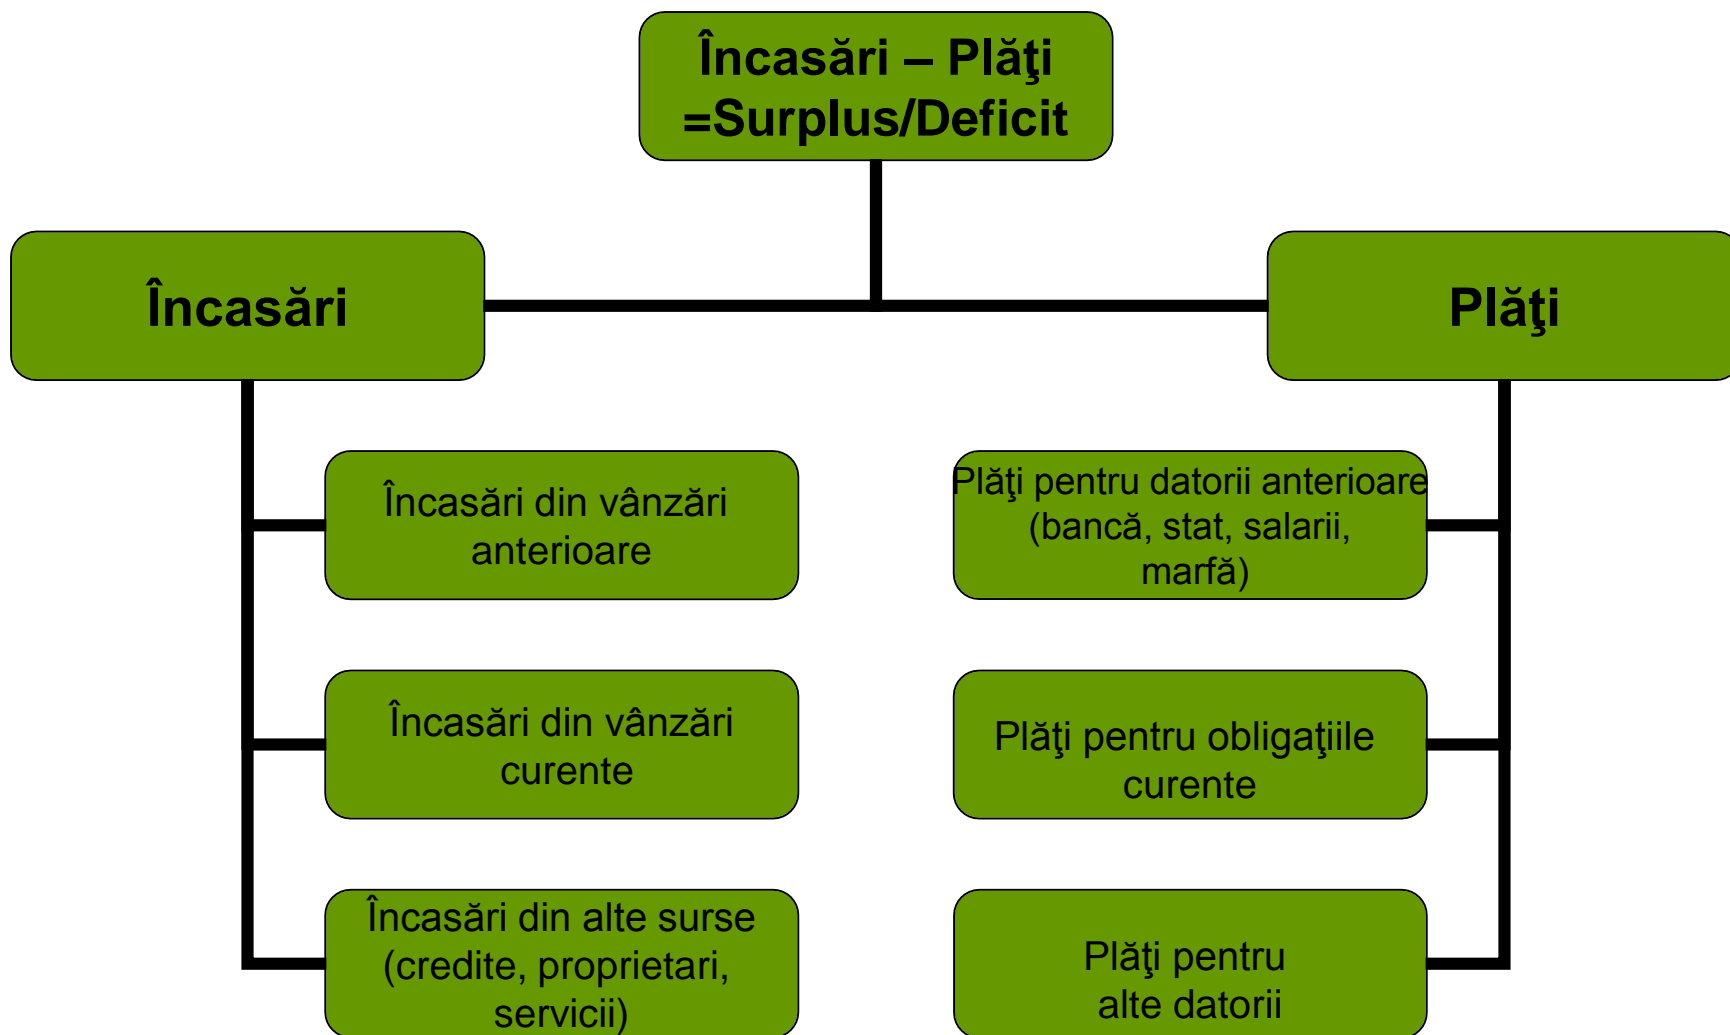 Încasări – Plăţi
=Surplus/Deficit
Încasări
Plăţi
Încasări din vânzări
anterioare
Plăţi pentru datorii anterioare
(bancă, stat, salarii,
marfă)
Încasări din vânzări
curente
Plăţi pentru obligaţiile
curente
Încasări din alte surse
(credite, proprietari,
servicii)
Plăţi pentru
alte datorii